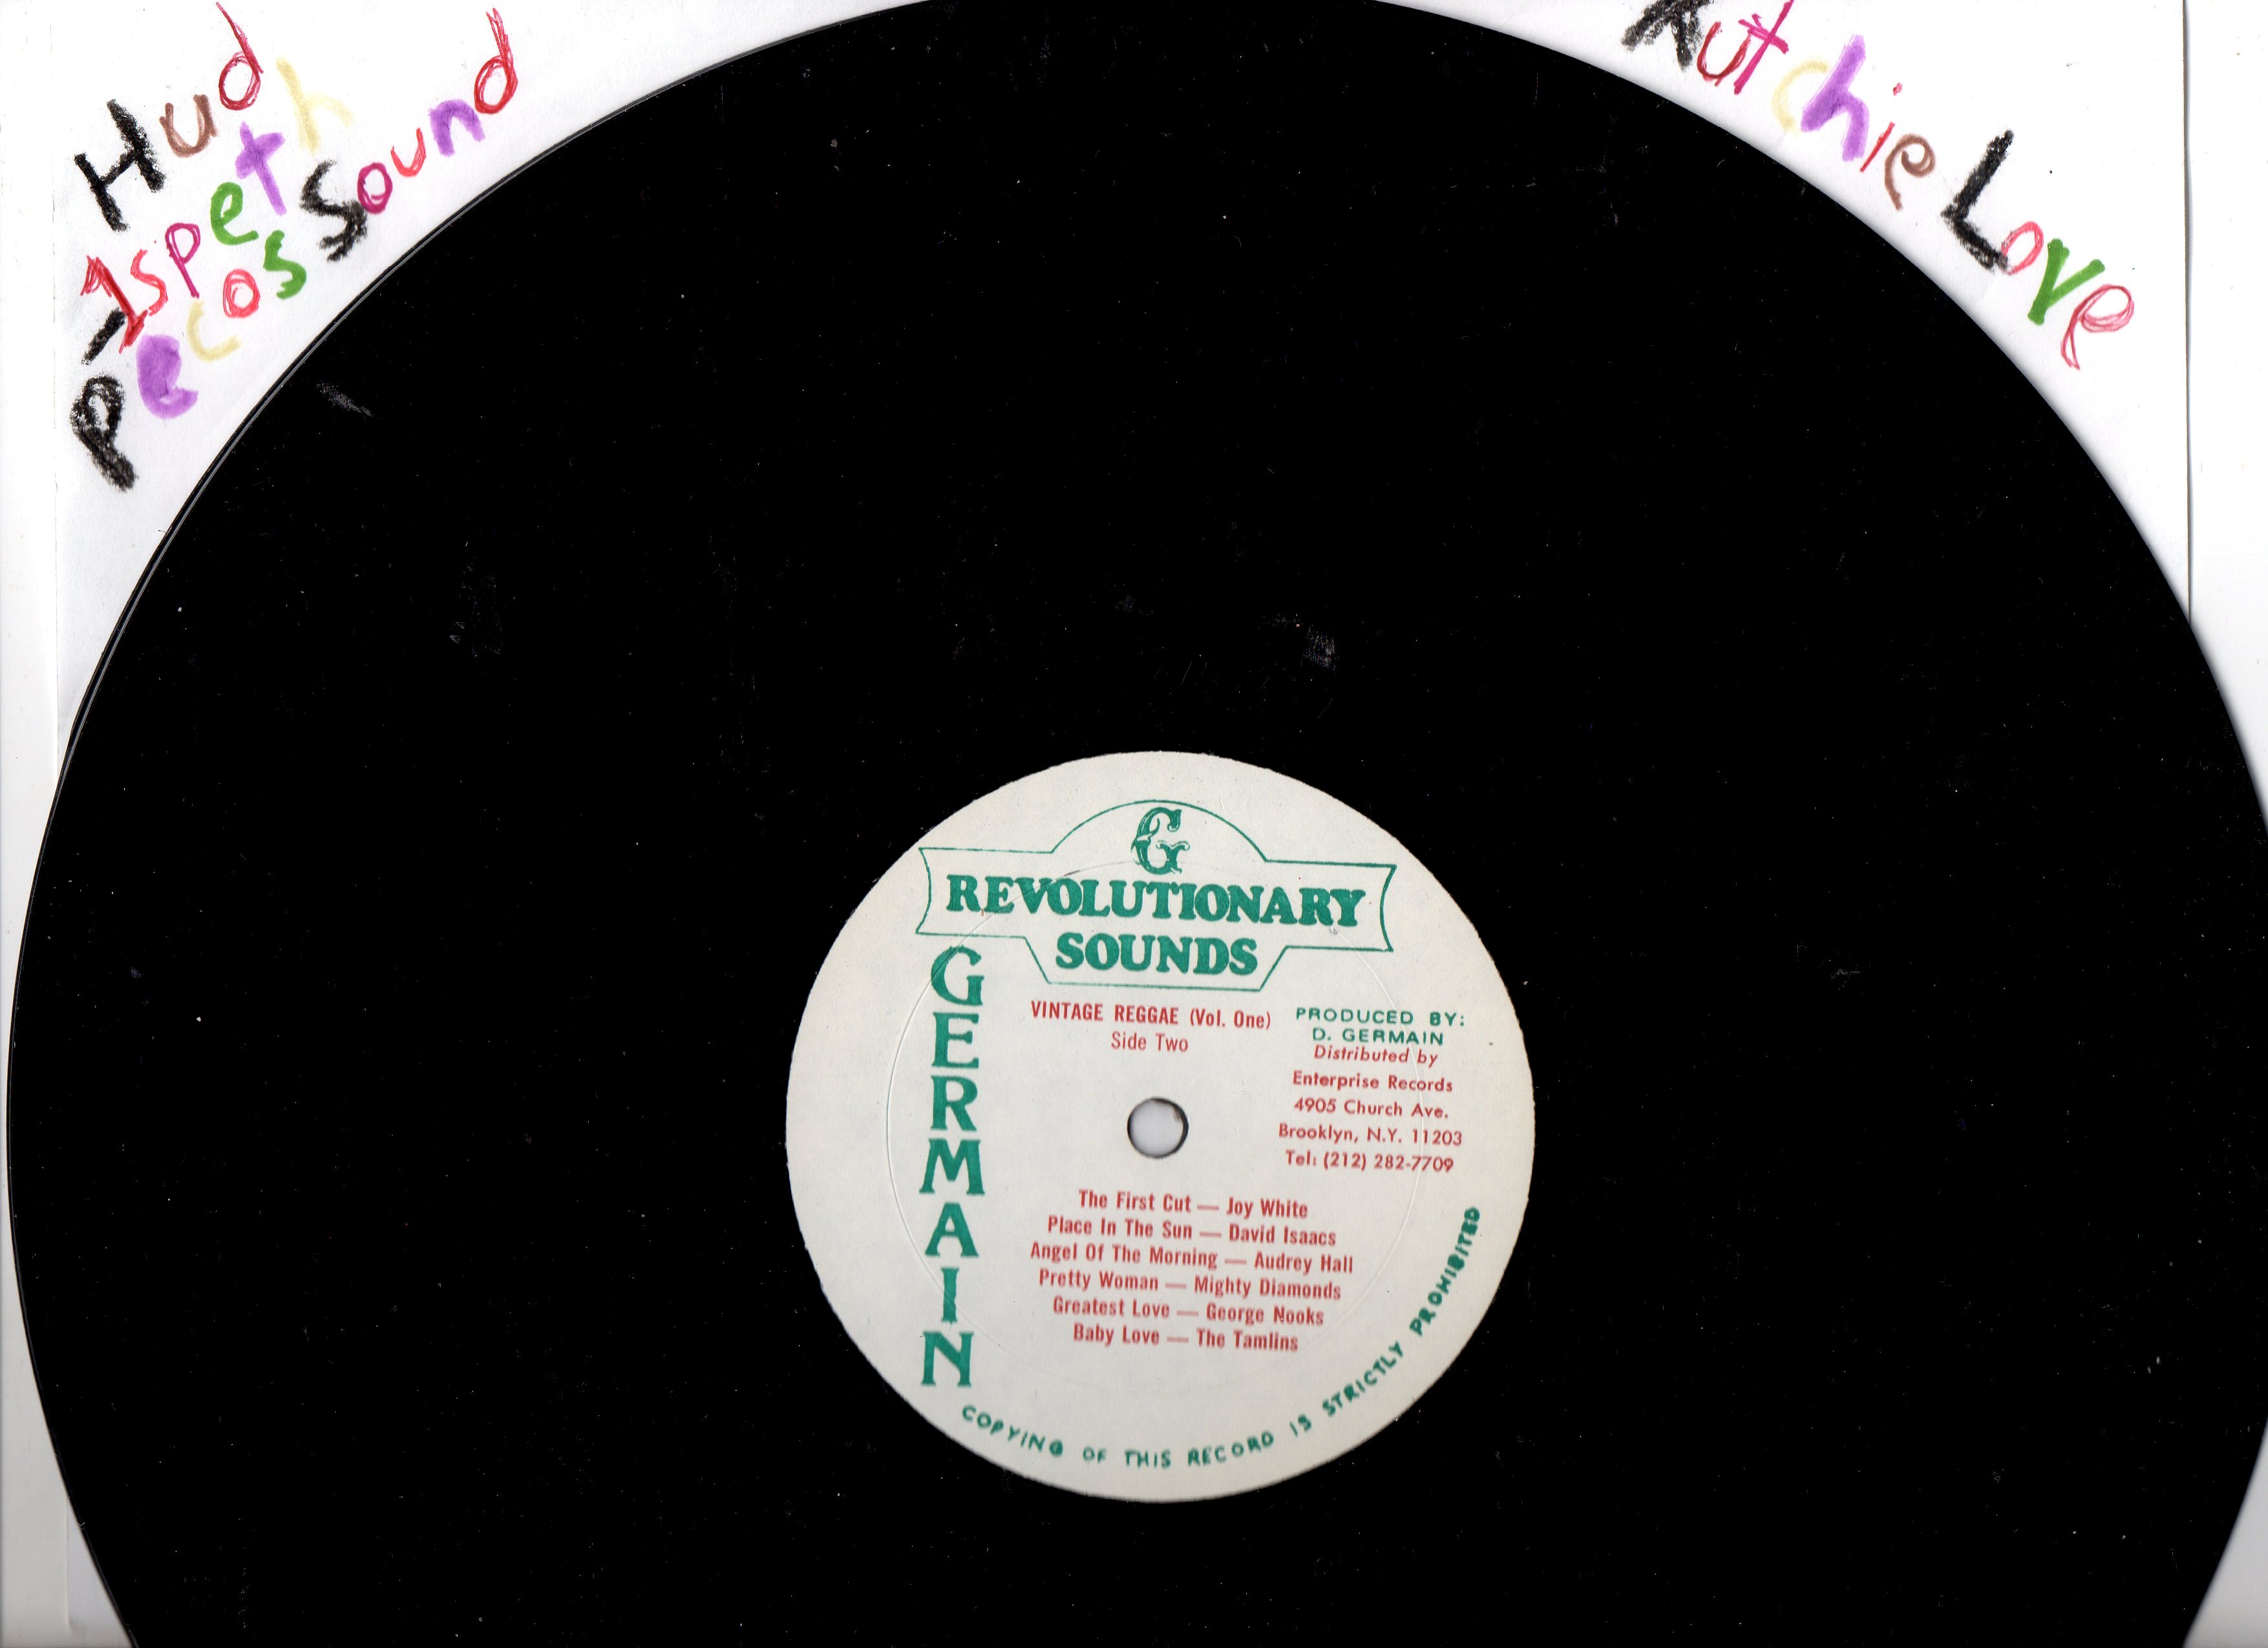 Hud
-1speth
Pecos Sound
Kutchie Love
G
REVOLUTIONARY
SOUNDS
GERMAIN
VINTAGE REGGAE (Vol. One)
Side Two
PRODUCED BY:
D. GERMAIN
Distributed by
Enterprise Records
4905 Church Ave.
Brooklyn, N.Y. 11203
Tel: (212) 282-7709
The First Cut — Joy White
Place In The Sun — David Isaacs
Angel Of The Morning — Audrey Hall
Pretty Woman — Mighty Diamonds
Greatest Love — George Nooks
Baby Love — The Tamlins
COPYING OF THIS RECORD IS STRICTLY PROHIBITED